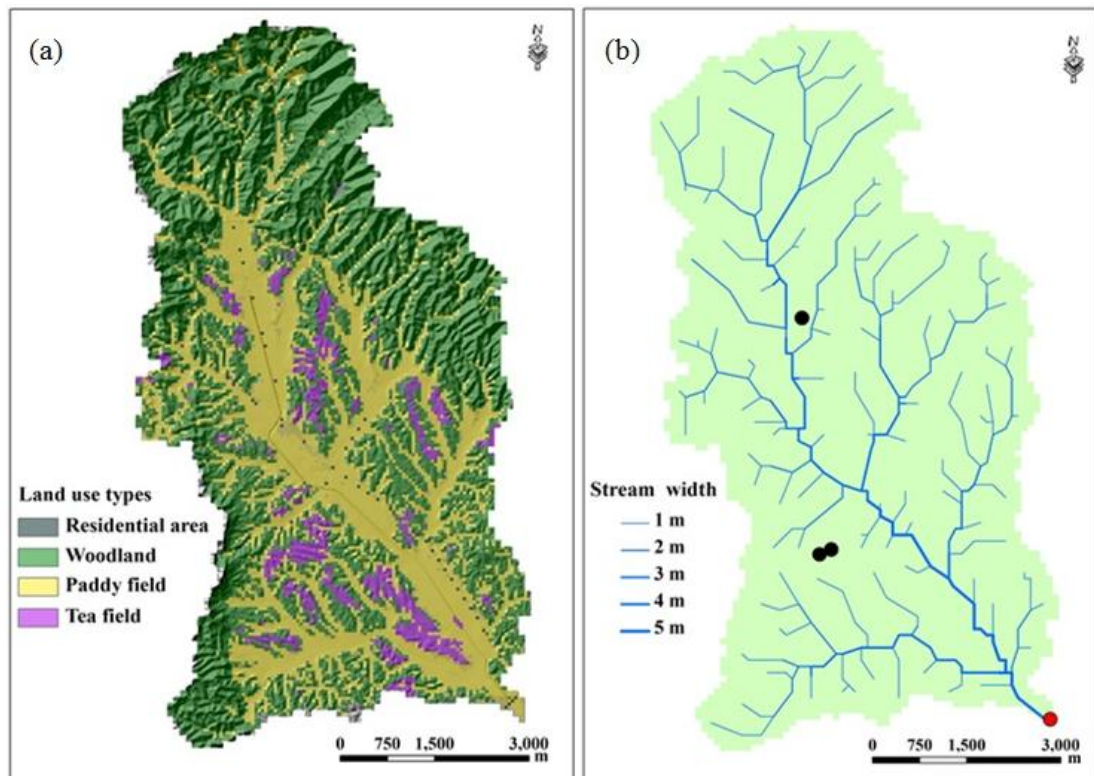 (a)
N
Land use types
Residential area
Woodland
Paddy field
Tea field
0 750 1,500 3,000
m
(b)
N
Stream width
1 m
2 m
3 m
4 m
5 m
0 750 1,500 3,000
m